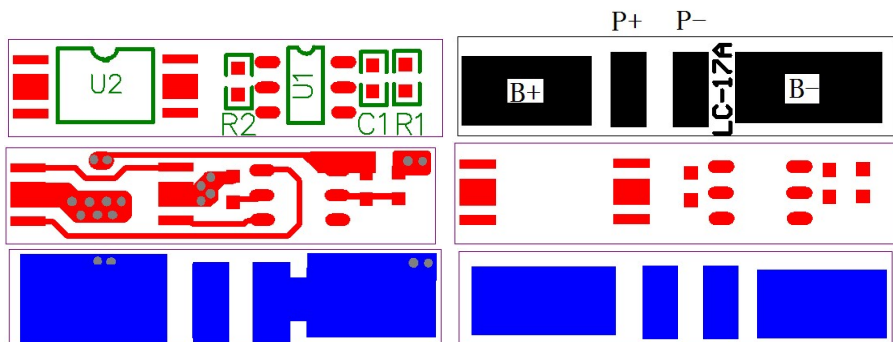 P+ P−
U2
U1
R2
C1 R1
B+
LC-17A
B−